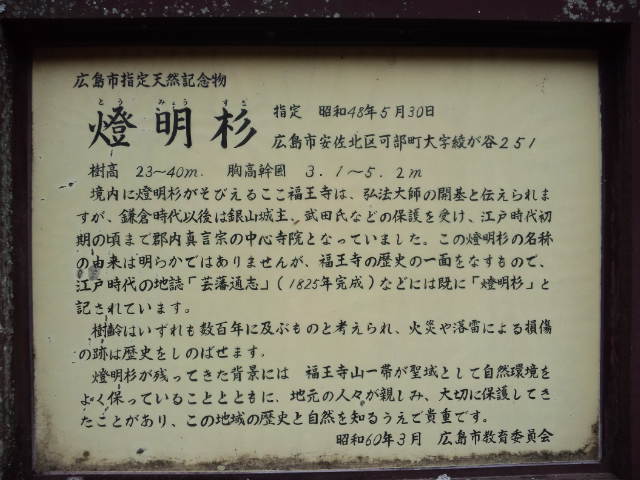 広島市指定天然記念物
とう みょう すぎ
燈明杉
指定 昭和48年5月30日
広島市安佐北区可部町大字綾が谷251
樹高 23~40m. 胸高幹囲 3.1~5.2m
境内に燈明杉がそびえるここ福王寺は、弘法大師の開基と伝えられま
すが、鎌倉時代以後は銀山城主、武田氏などの保護を受け、江戸時代初
期の頃まで郡内真言宗の中心寺院となっていました。この燈明杉の名称
の由来は明らかではありませんが、福王寺の歴史の一面をなすもので、
江戸時代の地誌「芸藩通志」(1825年完成)などには既に「燈明杉」と
記されています。
樹齢はいずれも数百年に及ぶものと考えられ、火災や落雷による損傷
の跡は歴史をしのばせます。
燈明杉が残ってきた背景には 福王寺山一帯が聖域として自然環境を
よく保っていることとともに、地元の人々が親しみ、大切に保護してき
たことがあり、この地域の歴史と自然を知るうえで貴重です。
昭和60年3月 広島市教育委員会